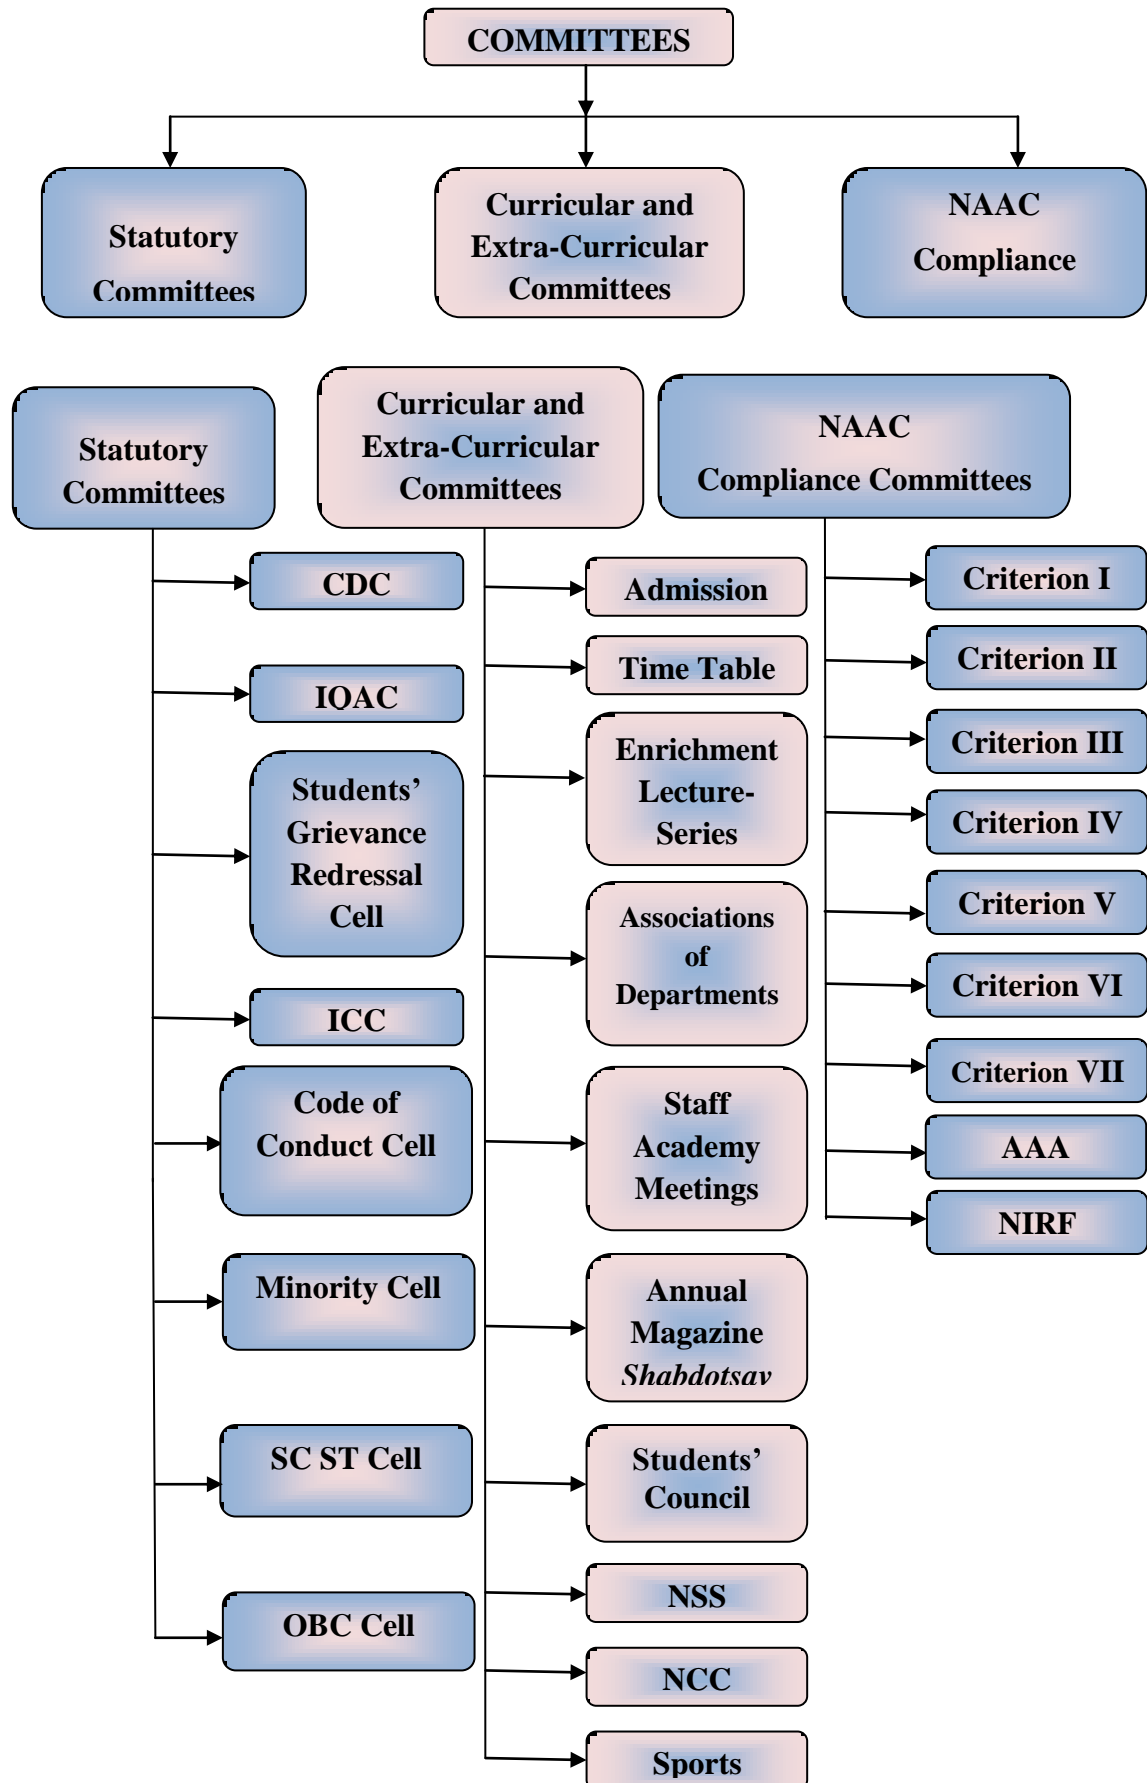 COMMITTEES
Statutory
Committees
Curricular and
Extra-Curricular
Committees
NAAC
Compliance
Statutory
Committees
Curricular and
Extra-Curricular
Committees
NAAC
Compliance Committees
CDC
IQAC
Students’
Grievance
Redressal
Cell
ICC
Code of
Conduct Cell
Minority Cell
SC ST Cell
OBC Cell
Admission
Time Table
Enrichment
Lecture-
Series
Associations
of
Departments
Staff
Academy
Meetings
Annual
Magazine
Shabdotsav
Students’
Council
NSS
NCC
Sports
Criterion I
Criterion II
Criterion III
Criterion IV
Criterion V
Criterion VI
Criterion VII
AAA
NIRF